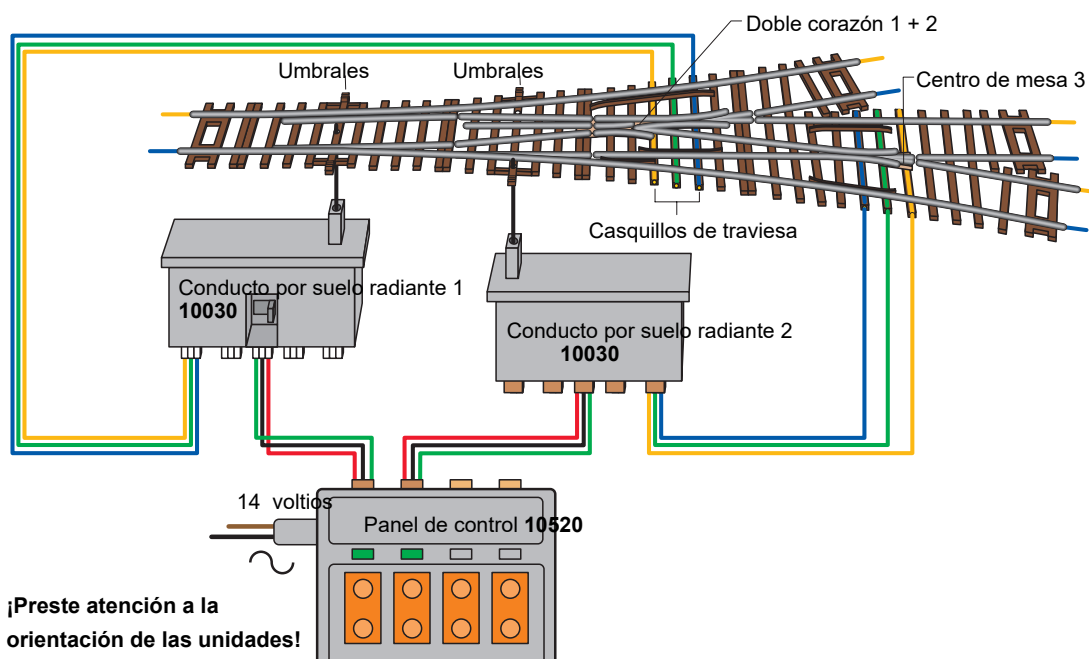 Doble corazón 1 + 2
Umbrales
Umbrales
Centro de mesa 3
Casquillos de traviesa
Conducto por suelo radiante 1
10030
Conducto por suelo radiante 2
10030
14 voltios
Panel de control 10520
¡Preste atención a la
orientación de las unidades!